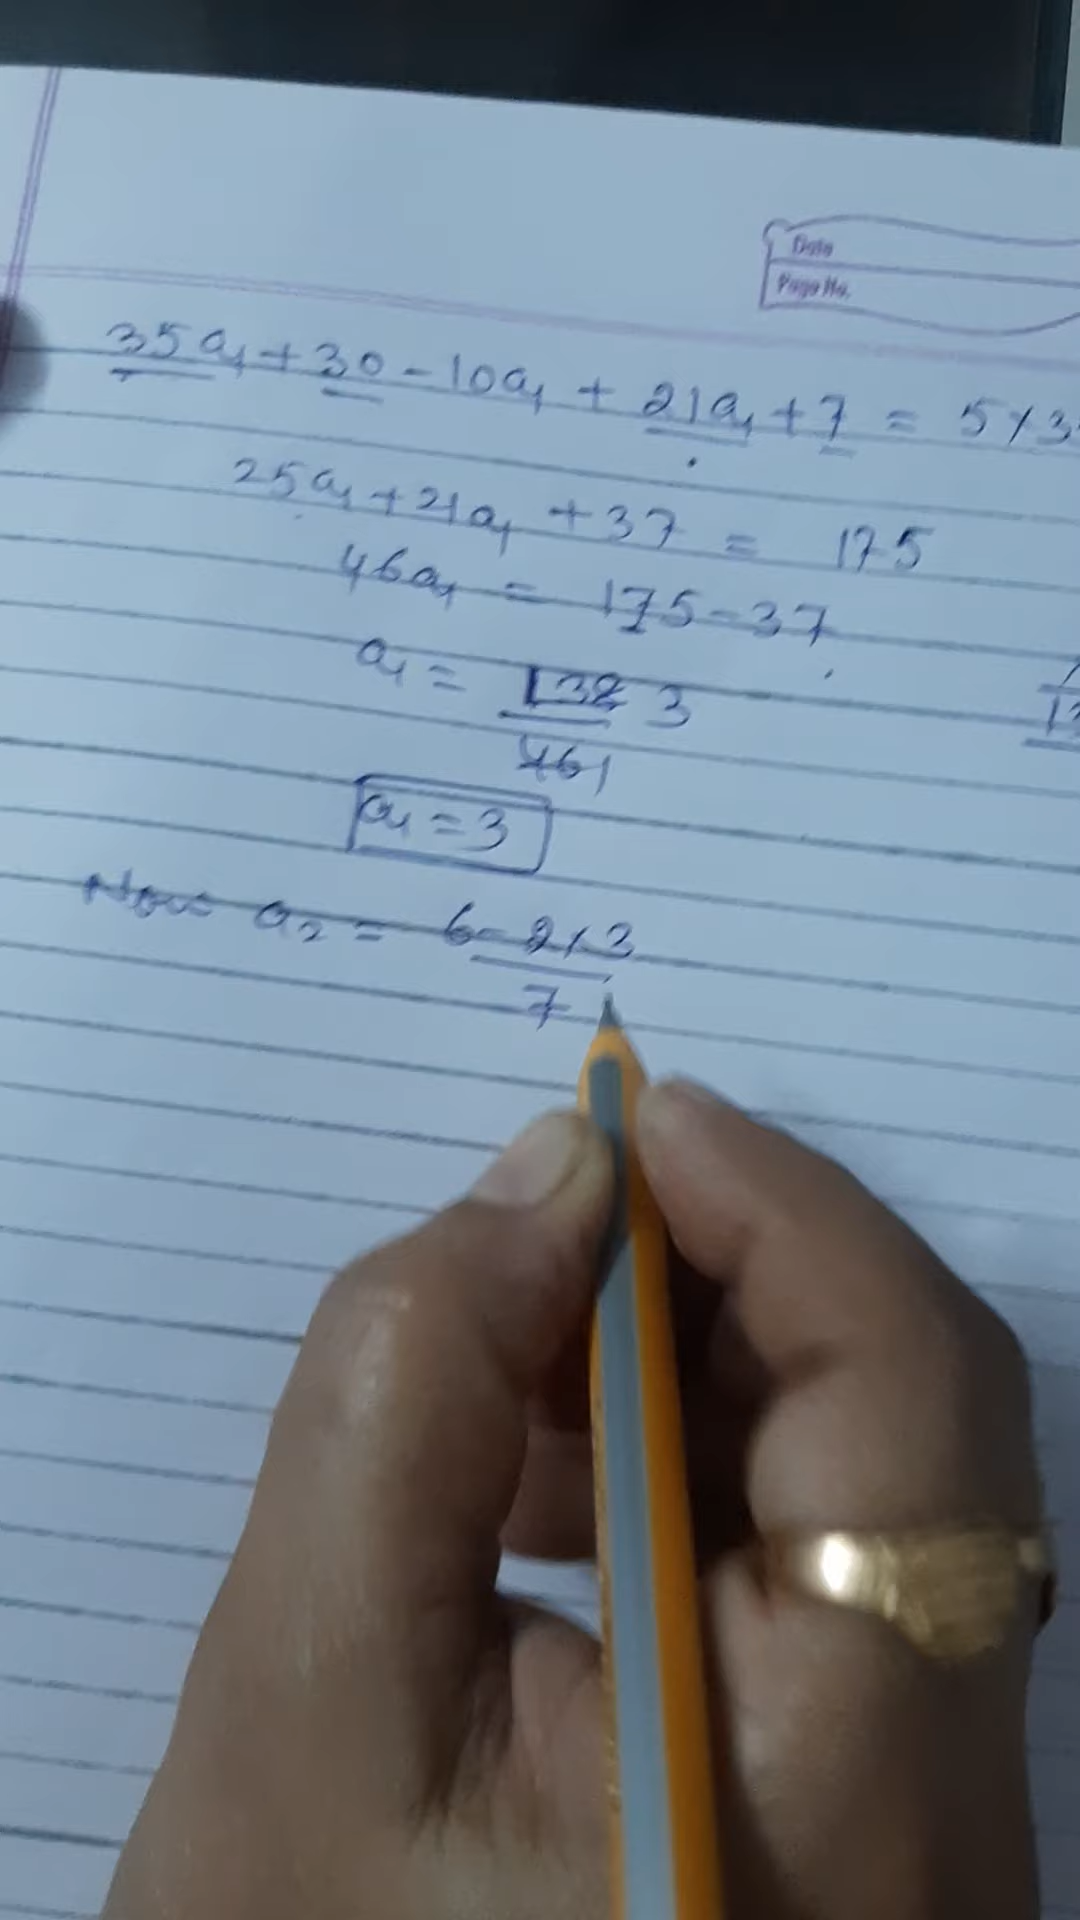 Date
Page No.
35a₁ + 30 - 10a₁ + 21a₁ + 7 = 5 × 3
25a₁ + 21a₁ + 37 = 175
46a₁ = 175 - 37
a₁ = 138 3
46 1
a₁ = 3
Now a₂ = 6 - 2 × 3
7